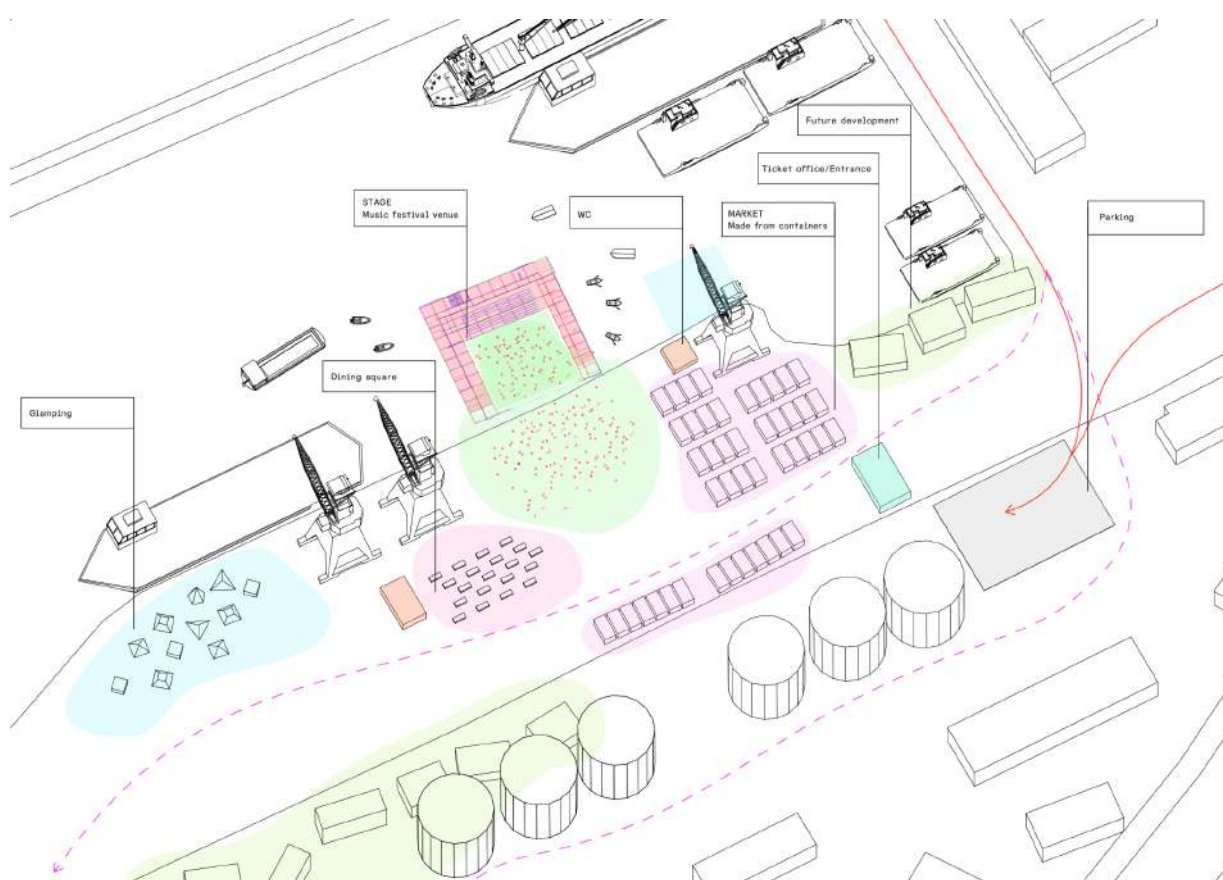 Future development
Ticket office/Entrance
STAGE
Music festival venue
WC
MARKET
Made from containers
Parking
Dining square
Glamping